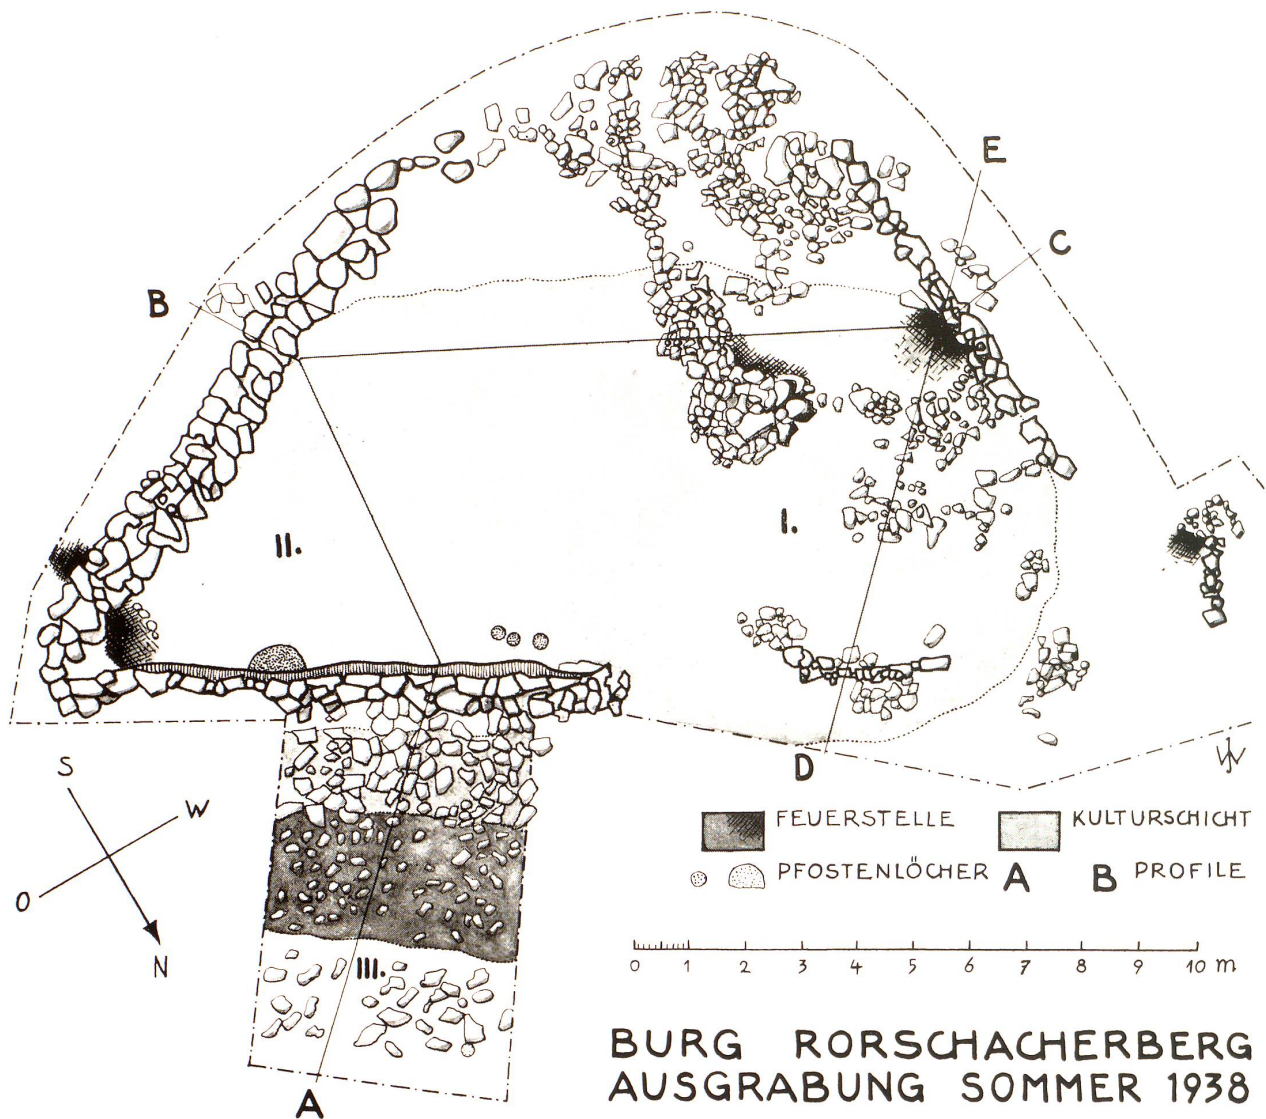 E
C
B
II.
I.
D
S
W
O
N
III.
A
FEUERSTELLE
KULTURSCHICHT
PFOSTENLÖCHER
A B PROFILE
0 1 2 3 4 5 6 7 8 9 10 m
BURG RORSCHACHERBERG
AUSGRABUNG SOMMER 1938